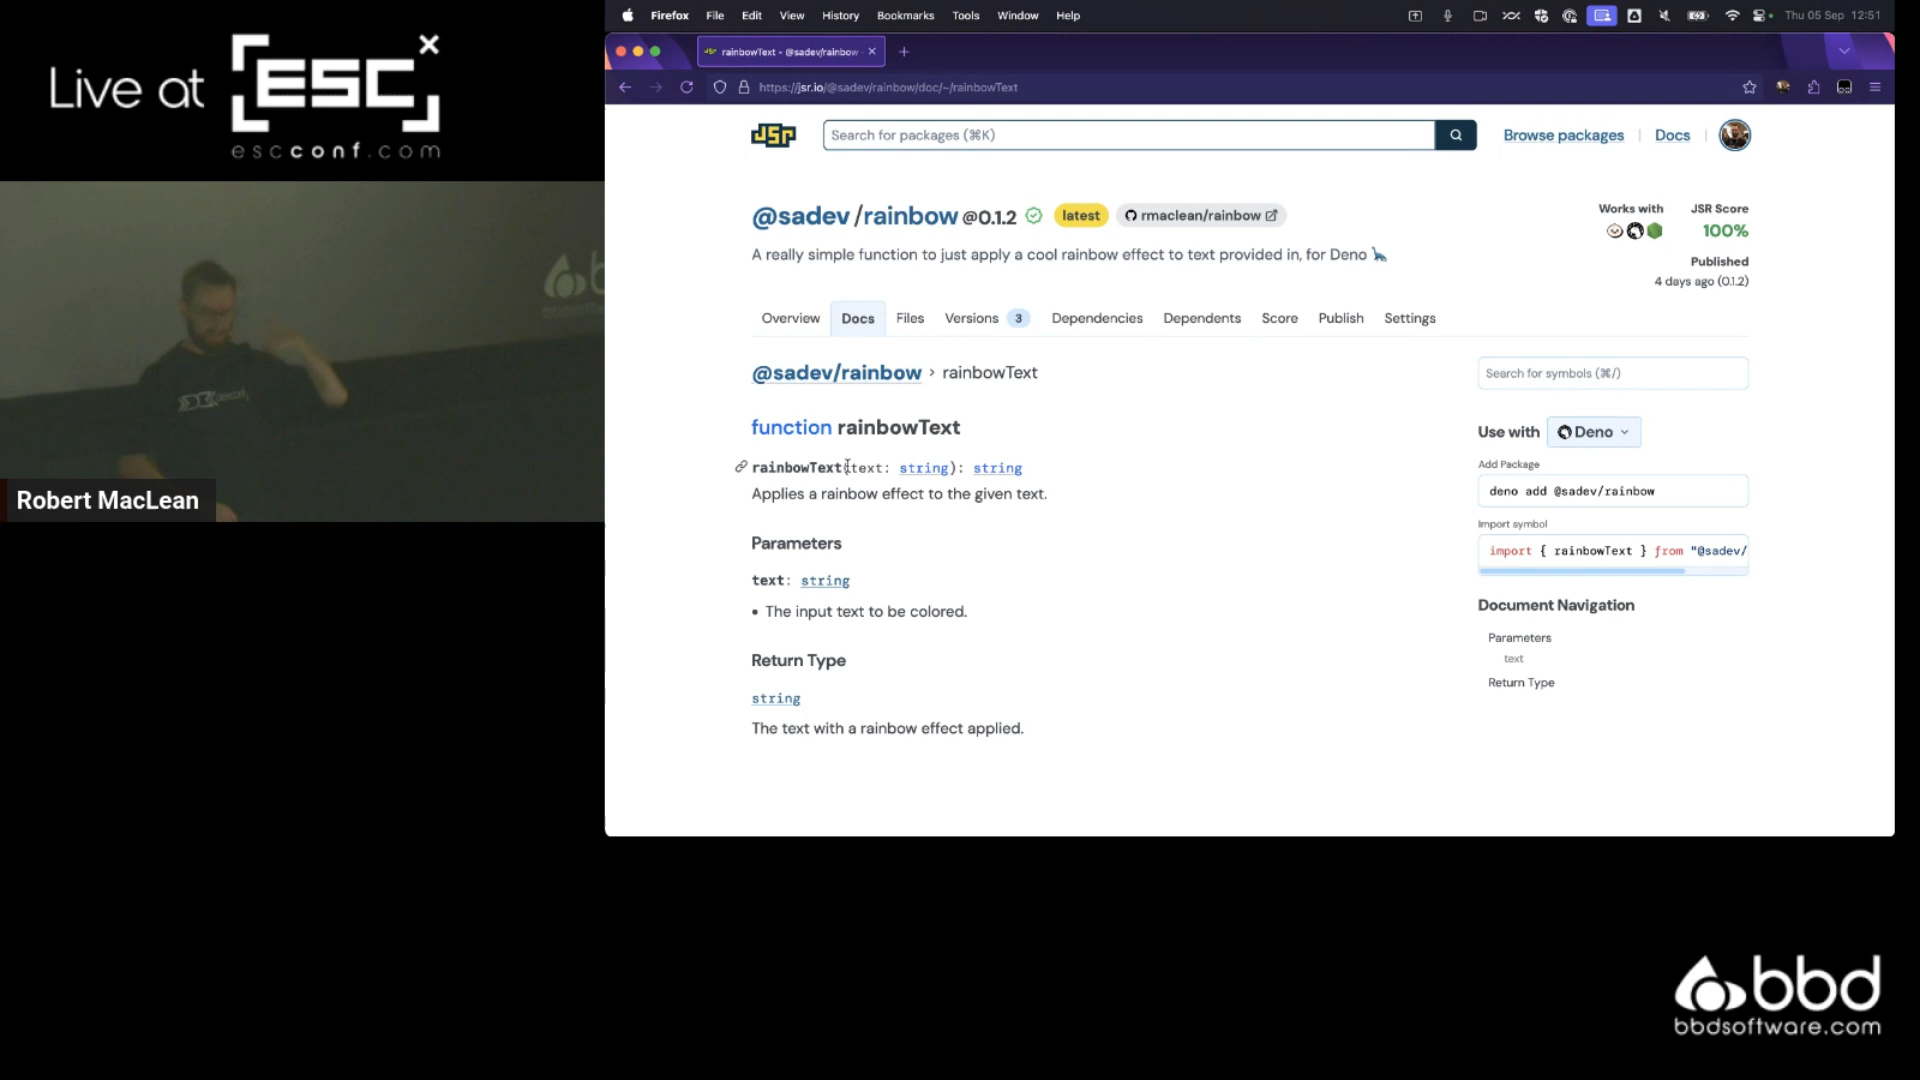 Live at ESC
escconf.com
Robert MacLean
Firefox File Edit View History Bookmarks Tools Window Help
Thu 05 Sep 12:51
rainbowText - @sadev/rainbow
https://jsr.io/@sadev/rainbow/doc/~/rainbowText
JSR
Search for packages (⌘K)
Browse packages
Docs
@sadev/rainbow@0.1.2
latest
rmaclean/rainbow
Works with
JSR Score
100%
A really simple function to just apply a cool rainbow effect to text provided in, for Deno
Published
4 days ago (0.1.2)
Overview Docs Files Versions 3 Dependencies Dependents Score Publish Settings
@sadev/rainbow > rainbowText
Search for symbols (⌘/)
function rainbowText
Use with Deno
rainbowText(text: string): string
Applies a rainbow effect to the given text.
Add Package
deno add @sadev/rainbow
Import symbol
import { rainbowText } from "@sadev/
Parameters
text: string
• The input text to be colored.
Return Type
string
The text with a rainbow effect applied.
Document Navigation
Parameters
text
Return Type
bbd
bbdsoftware.com